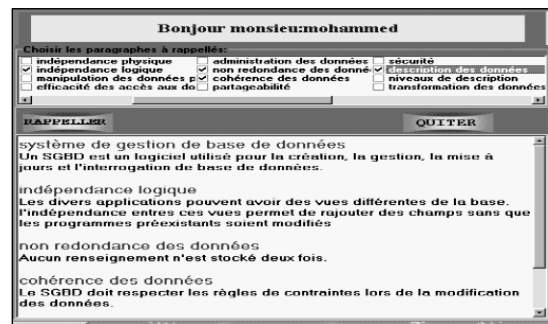 Bonjour monsieu:mohammed
Choisir les paragraphes à rappellés:
indépendance physique administration des données sécurité
indépendance logique non redondance des donné description des données
manipulation des données p cohérence des données niveaux de description
efficacité des accès aux do partageabilité transformation des données
RAPPELLER QUITER
système de gestion de base de données
Un SGBD est un logiciel utilisé pour la création, la gestion, la mise à
jours et l'interrogation de base de données.
indépendance logique
Les divers applications pouvent avoir des vues différentes de la base.
l'indépendance entres ces vues permet de rajouter des champs sans que
les programmes préexistants soient modifiés
non redondance des données
Aucun renseignement n'est stocké deux fois.
cohérence des données
Le SGBD doit respecter les règles de contraintes lors de la modification
des données.